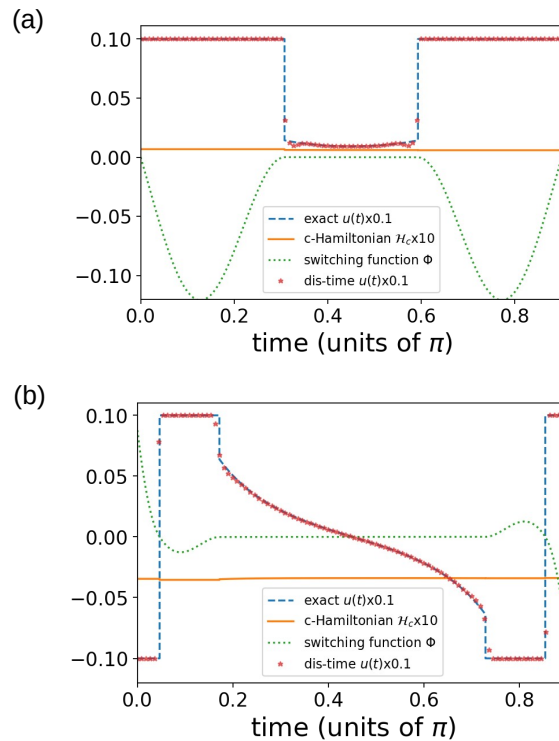 (a)
0.10
0.05
0.00
−0.05
−0.10
exact u(t)x0.1
c-Hamiltonian ℋc x10
switching function Φ
dis-time u(t)x0.1
0.0 0.2 0.4 0.6 0.8
time (units of π)
(b)
0.10
0.05
0.00
−0.05
−0.10
exact u(t)x0.1
c-Hamiltonian ℋc x10
switching function Φ
dis-time u(t)x0.1
0.0 0.2 0.4 0.6 0.8
time (units of π)